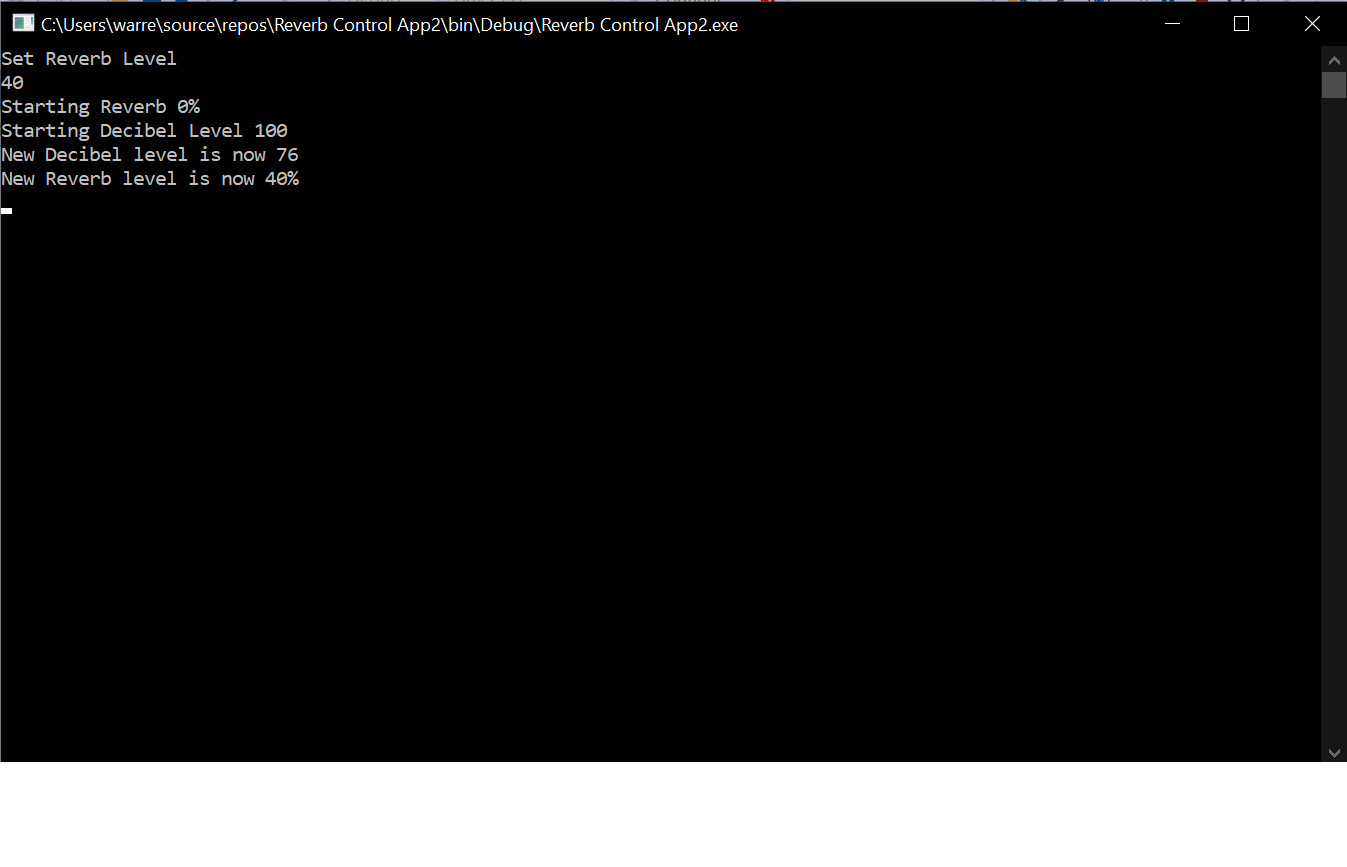 C:\Users\warre\source\repos\Reverb Control App2\bin\Debug\Reverb Control App2.exe
Set Reverb Level
40
Starting Reverb 0%
Starting Decibel Level 100
New Decibel level is now 76
New Reverb level is now 40%